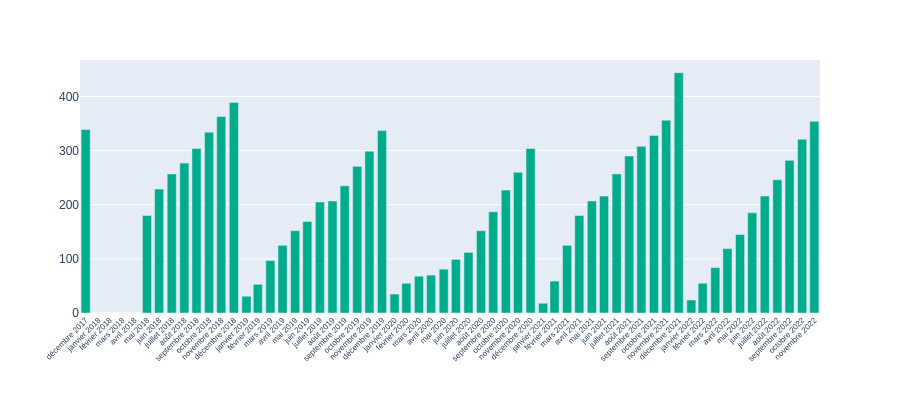 400
300
200
100
0
décembre 2017
janvier 2018
février 2018
mars 2018
avril 2018
mai 2018
juin 2018
juillet 2018
août 2018
septembre 2018
octobre 2018
novembre 2018
décembre 2018
janvier 2019
février 2019
mars 2019
avril 2019
mai 2019
juin 2019
juillet 2019
août 2019
septembre 2019
octobre 2019
novembre 2019
décembre 2019
janvier 2020
février 2020
mars 2020
avril 2020
mai 2020
juin 2020
juillet 2020
août 2020
septembre 2020
octobre 2020
novembre 2020
décembre 2020
janvier 2021
février 2021
mars 2021
avril 2021
mai 2021
juin 2021
juillet 2021
août 2021
septembre 2021
octobre 2021
novembre 2021
décembre 2021
janvier 2022
février 2022
mars 2022
avril 2022
mai 2022
juin 2022
juillet 2022
août 2022
septembre 2022
octobre 2022
novembre 2022